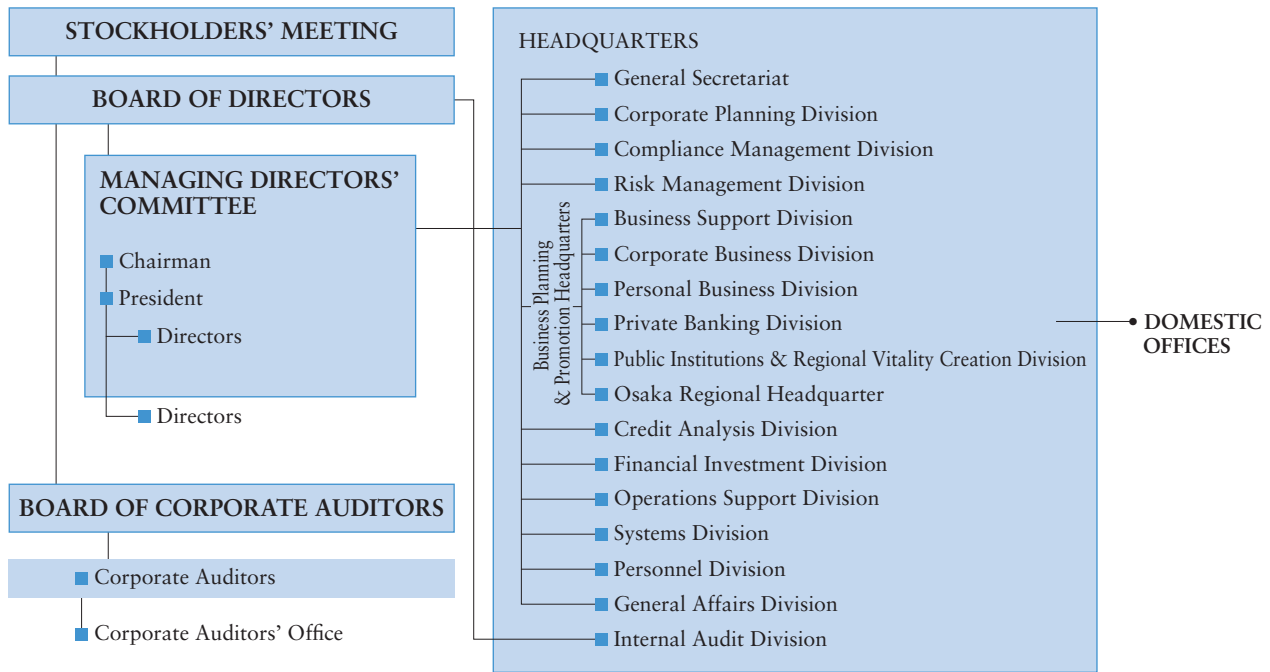 STOCKHOLDERS’ MEETING
BOARD OF DIRECTORS
MANAGING DIRECTORS’
COMMITTEE
Chairman
President
Directors
Directors
BOARD OF CORPORATE AUDITORS
Corporate Auditors
Corporate Auditors’ Office
HEADQUARTERS
General Secretariat
Corporate Planning Division
Compliance Management Division
Risk Management Division
Business Planning
& Promotion Headquarters
Business Support Division
Corporate Business Division
Personal Business Division
Private Banking Division
Public Institutions & Regional Vitality Creation Division
Osaka Regional Headquarter
Credit Analysis Division
Financial Investment Division
Operations Support Division
Systems Division
Personnel Division
General Affairs Division
Internal Audit Division
DOMESTIC
OFFICES